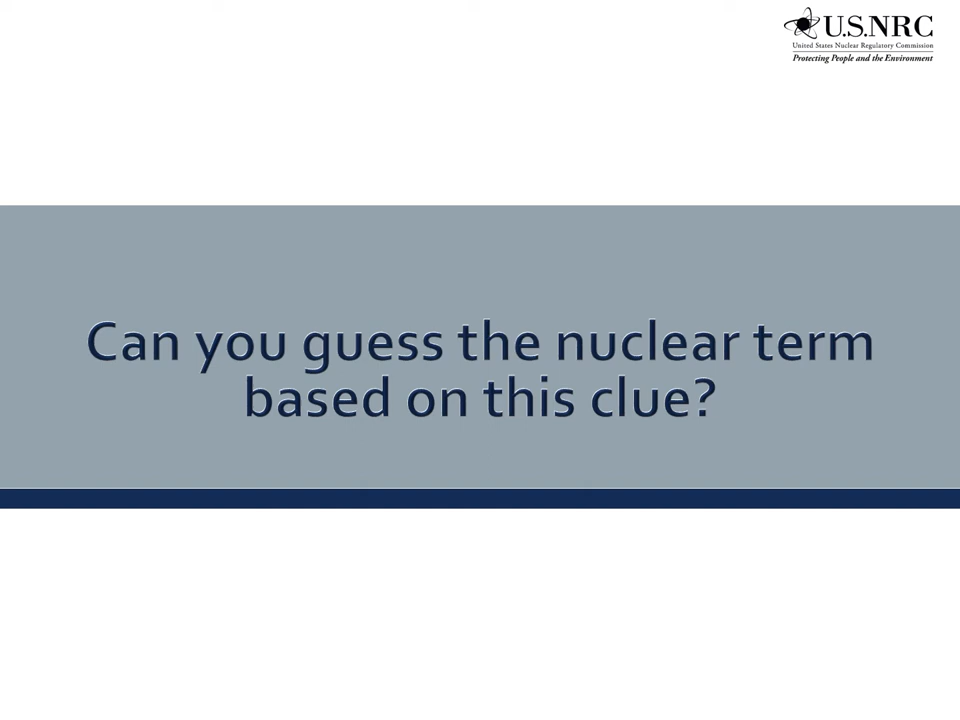 U.S.NRC
United States Nuclear Regulatory Commission
Protecting People and the Environment
Can you guess the nuclear term
based on this clue?